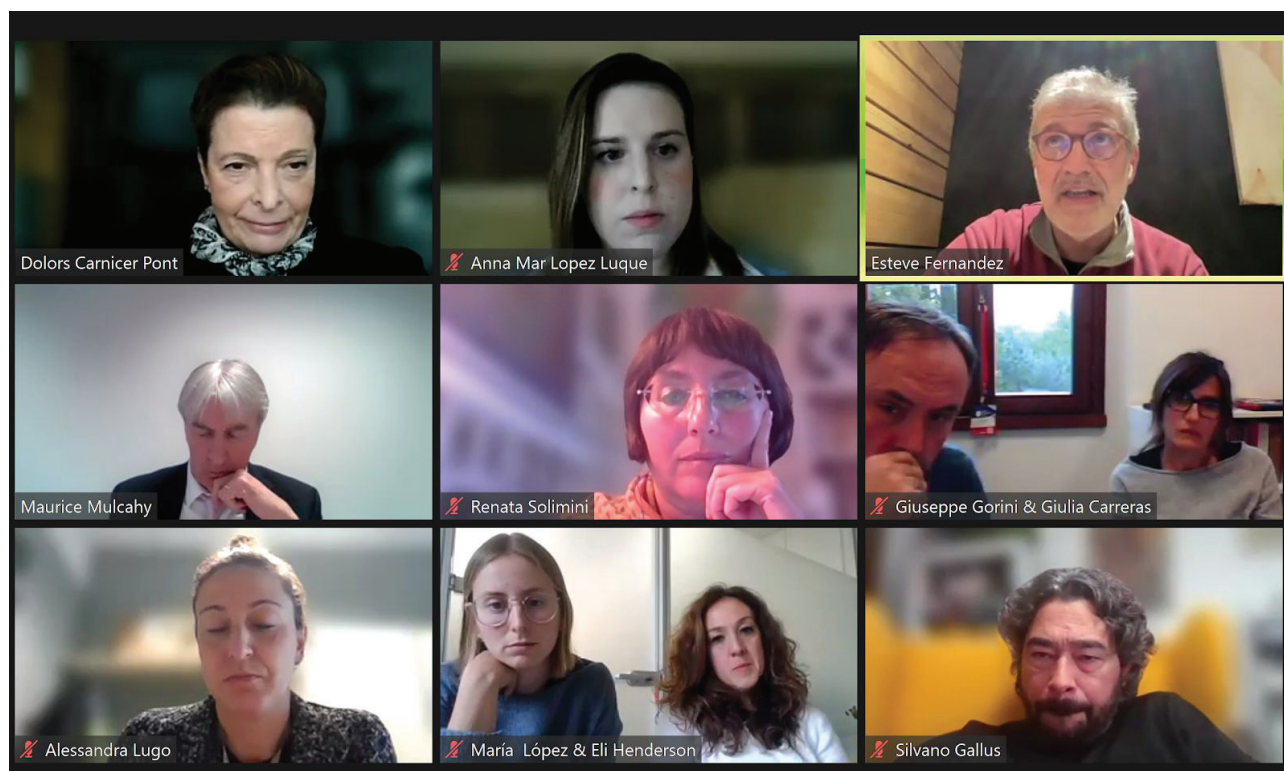 Dolors Carnicer Pont
Anna Mar Lopez Luque
Esteve Fernandez
Maurice Mulcahy
Renata Solimini
Giuseppe Gorini & Giulia Carreras
Alessandra Lugo
María López & Eli Henderson
Silvano Gallus